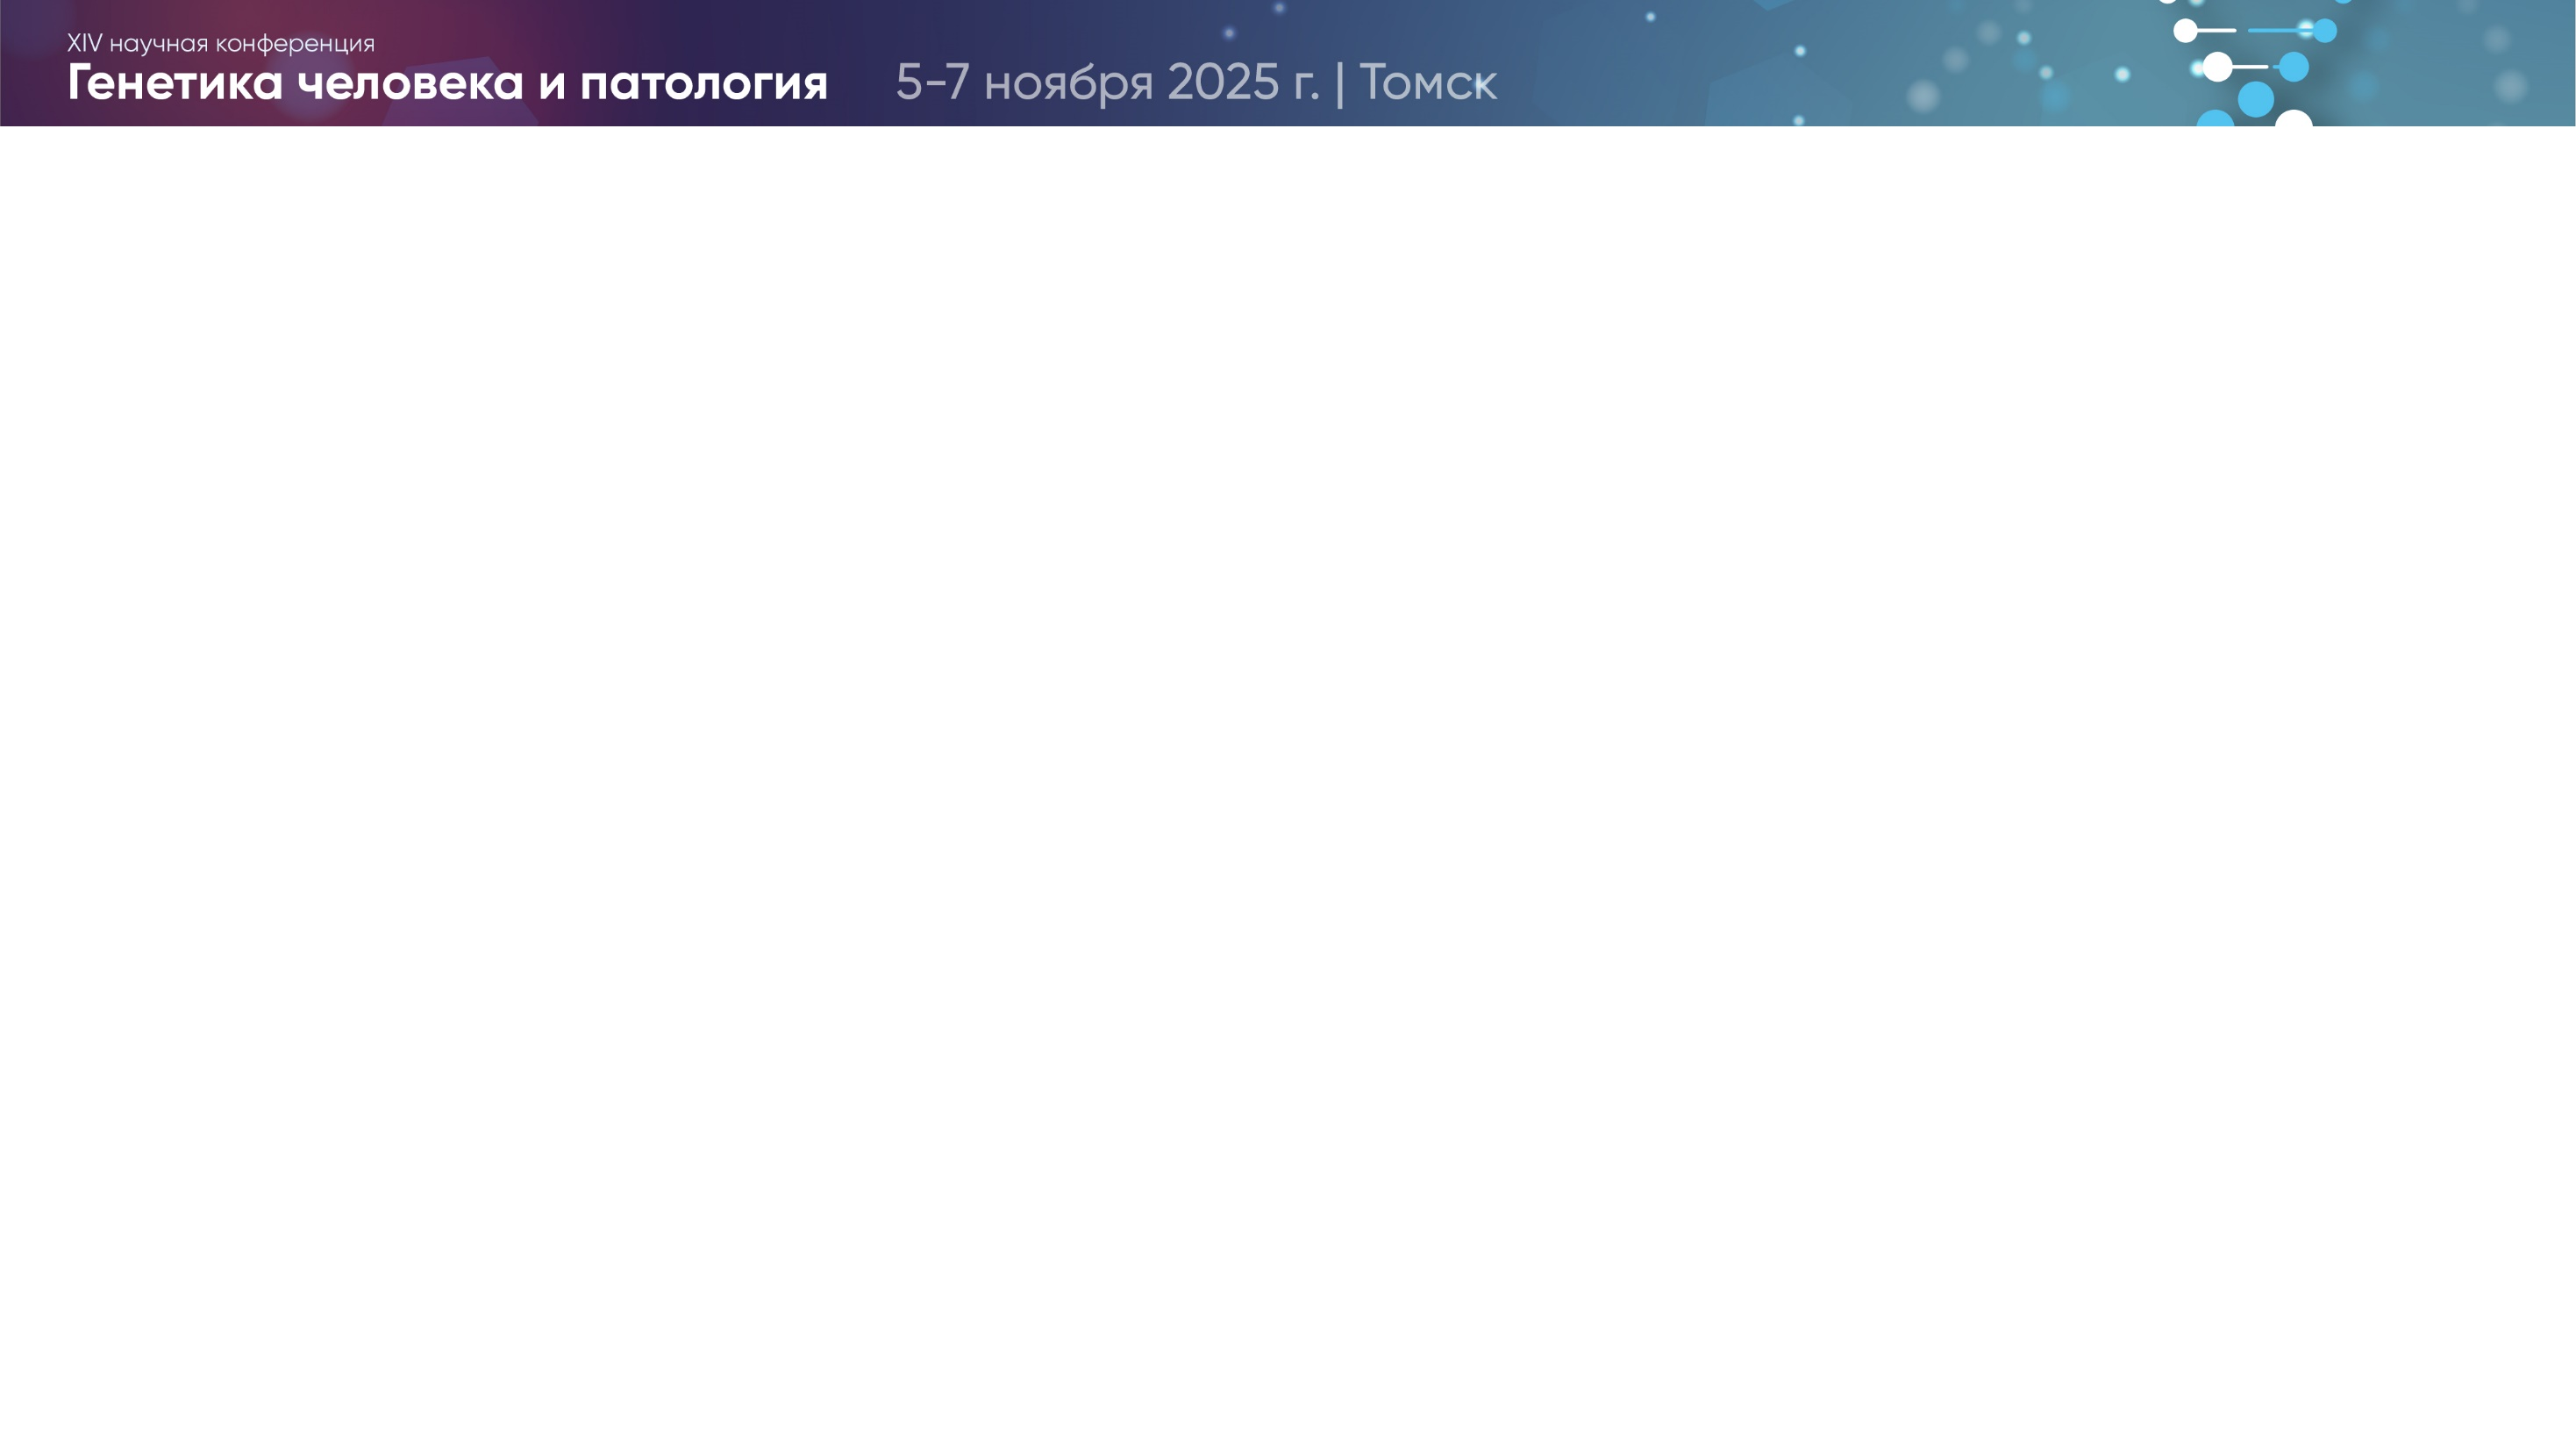 XIV научная конференция
Генетика человека и патология
5-7 ноября 2025 г. | Томск